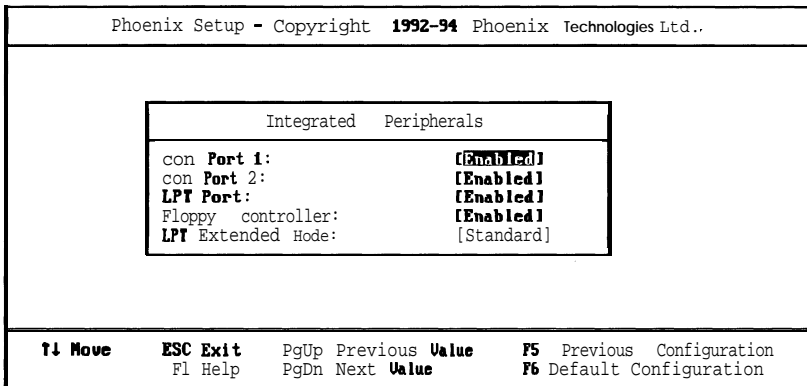 Phoenix Setup - Copyright 1992-94 Phoenix Technologies Ltd..
Integrated Peripherals
con Port 1: [Enabled]
con Port 2: [Enabled]
LPT Port: [Enabled]
Floppy controller: [Enabled]
LPT Extended Hode: [Standard]
↑↓ Move ESC Exit PgUp Previous Value F5 Previous Configuration
Fl Help PgDn Next Value F6 Default Configuration